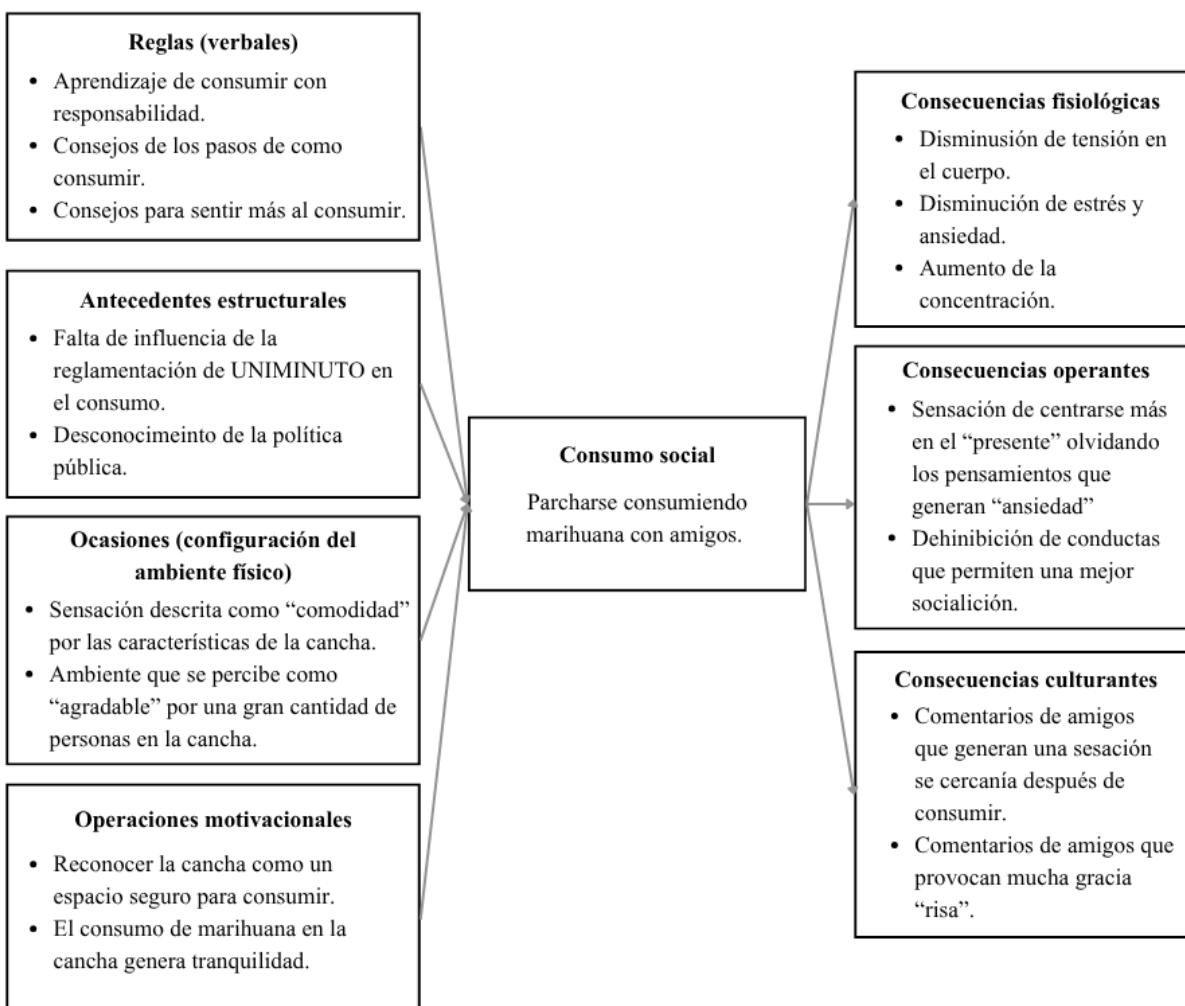 Reglas (verbales)
• Aprendizaje de consumir con
responsabilidad.
• Consejos de los pasos de como
consumir.
• Consejos para sentir más al consumir.
Antecedentes estructurales
• Falta de influencia de la
reglamentación de UNIMINUTO en
el consumo.
• Desconocimeinto de la política
pública.
Ocasiones (configuración del
ambiente físico)
• Sensación descrita como “comodidad”
por las características de la cancha.
• Ambiente que se percibe como
“agradable” por una gran cantidad de
personas en la cancha.
Operaciones motivacionales
• Reconocer la cancha como un
espacio seguro para consumir.
• El consumo de marihuana en la
cancha genera tranquilidad.
Consumo social
Parcharse consumiendo
marihuana con amigos.
Consecuencias fisiológicas
• Disminusión de tensión en
el cuerpo.
• Disminución de estrés y
ansiedad.
• Aumento de la
concentración.
Consecuencias operantes
• Sensación de centrarse más
en el “presente” olvidando
los pensamientos que
generan “ansiedad”
• Dehinibición de conductas
que permiten una mejor
socialición.
Consecuencias culturantes
• Comentarios de amigos
que generan una sesación
se cercanía después de
consumir.
• Comentarios de amigos que
provocan mucha gracia
“risa”.